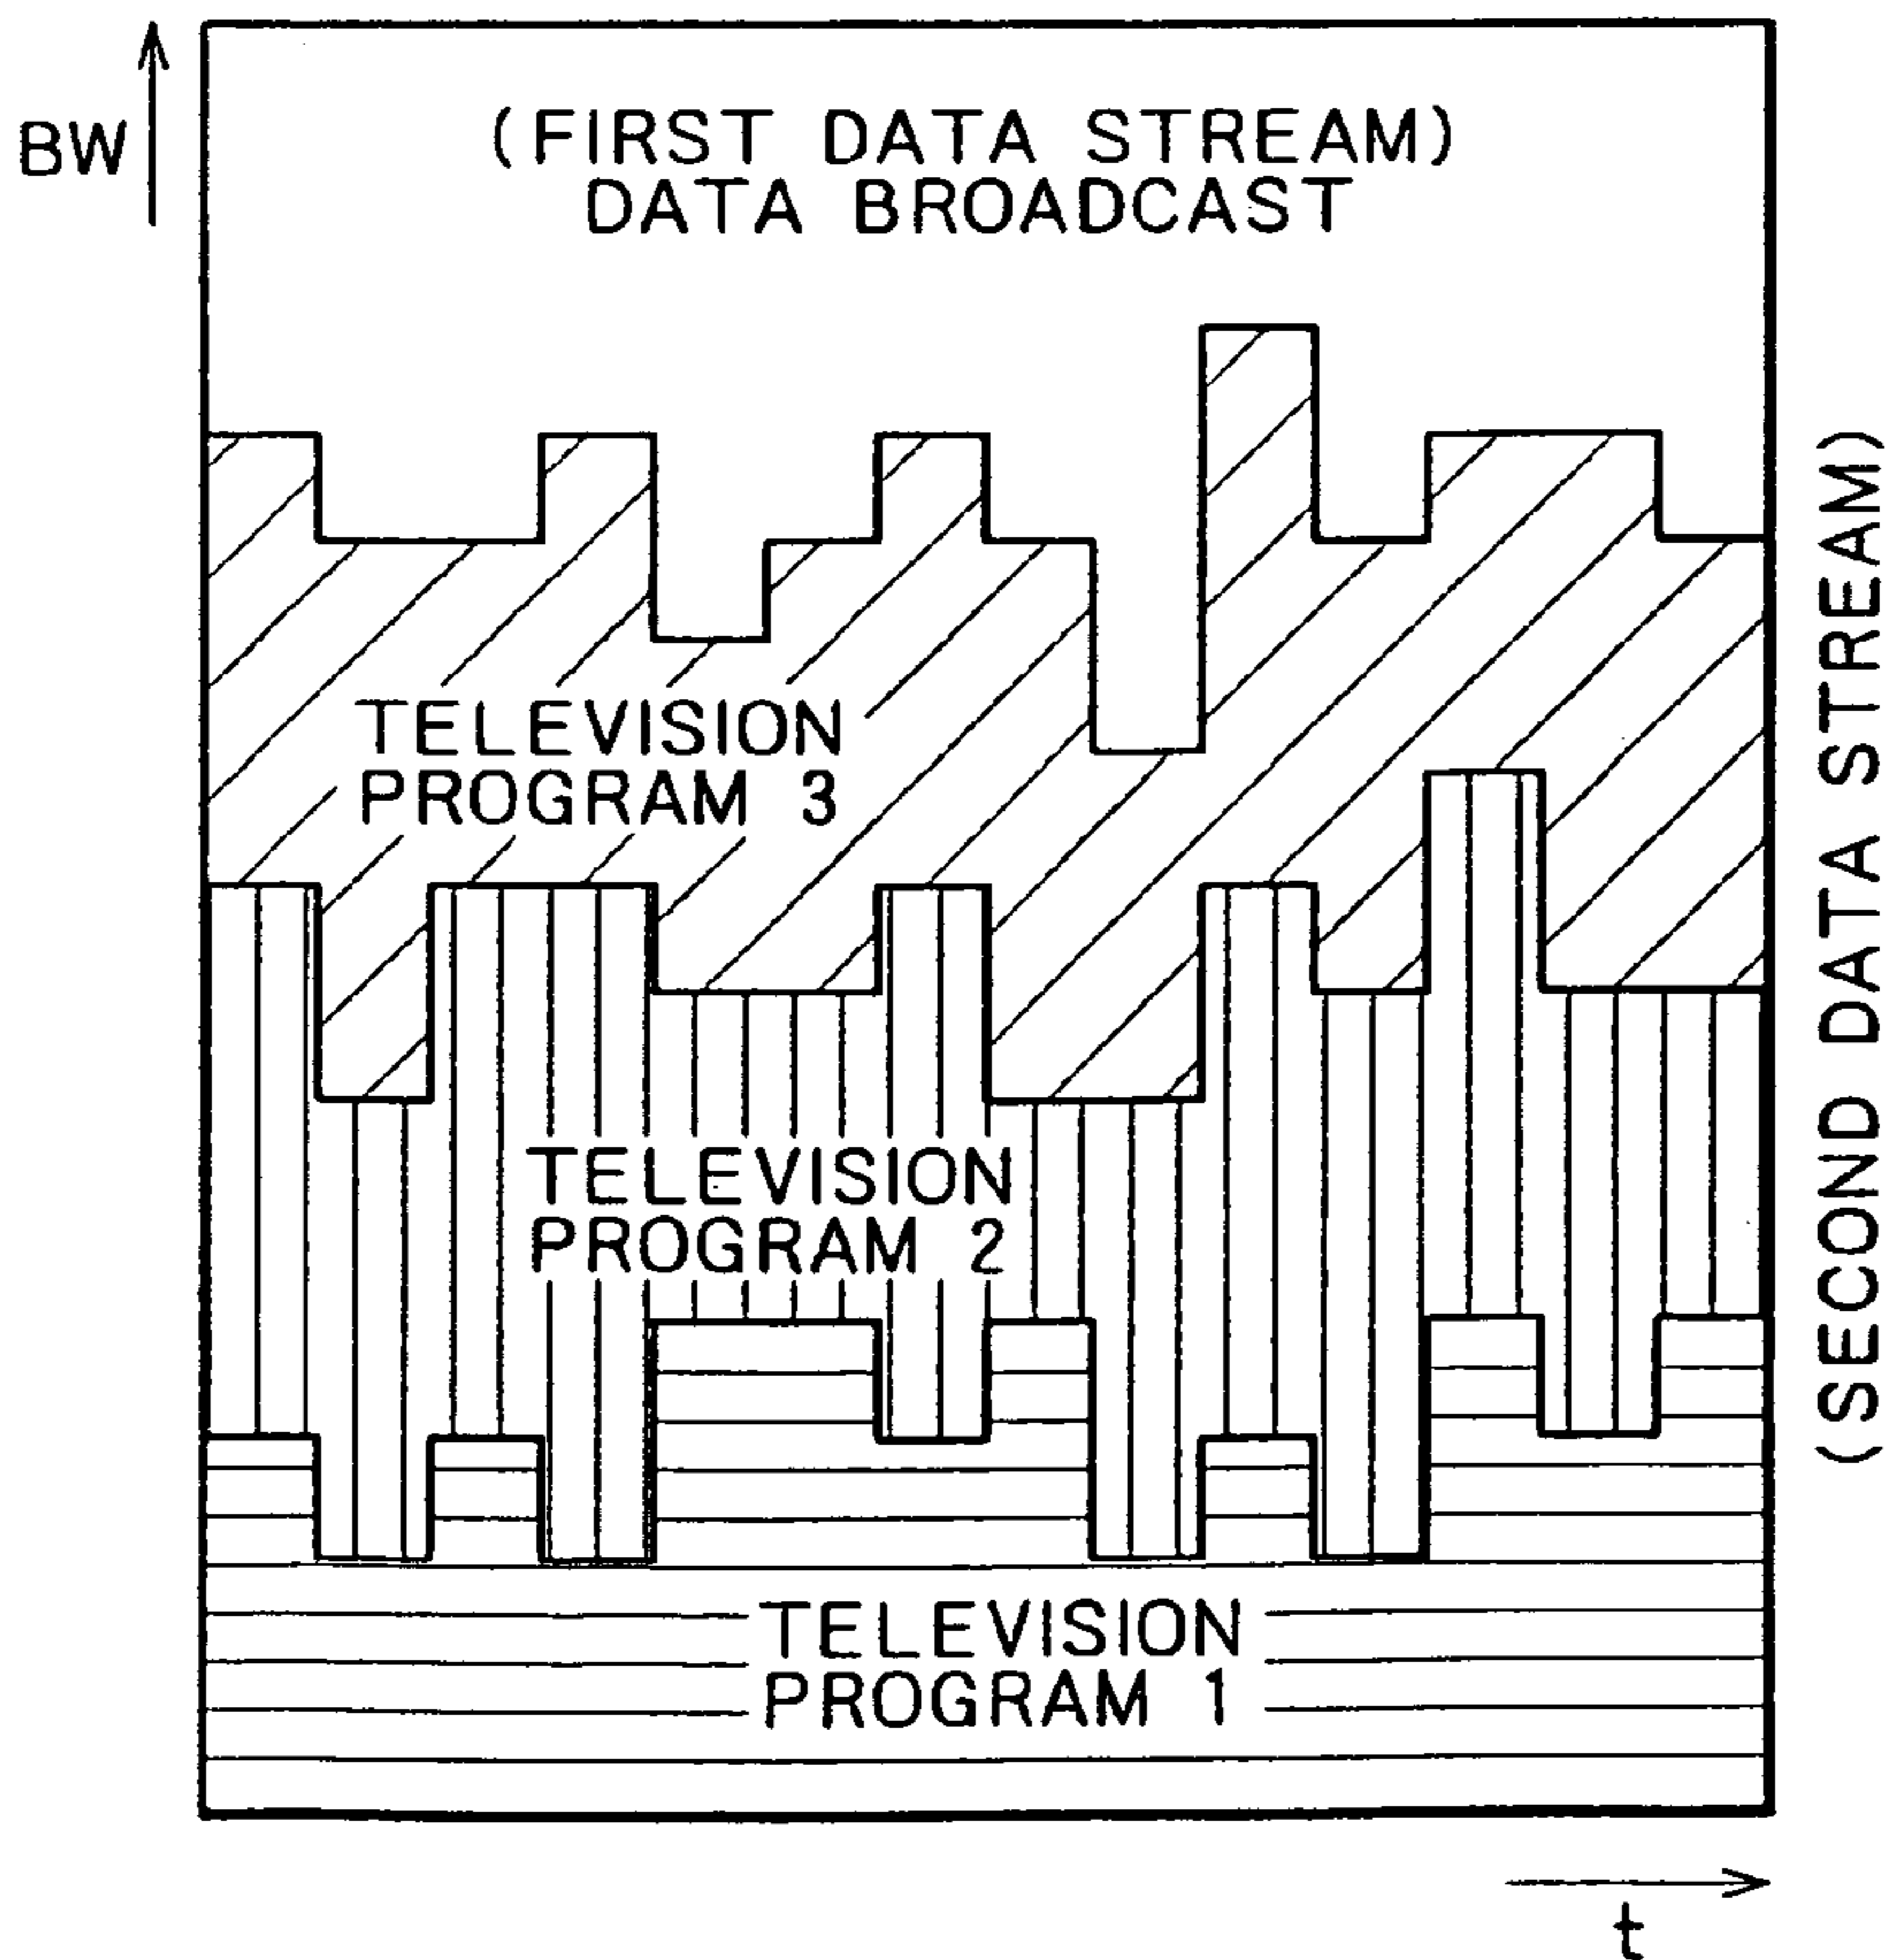 BW
(FIRST DATA STREAM)
DATA BROADCAST
TELEVISION
PROGRAM 3
TELEVISION
PROGRAM 2
TELEVISION
PROGRAM 1
(SECOND DATA STREAM)
t